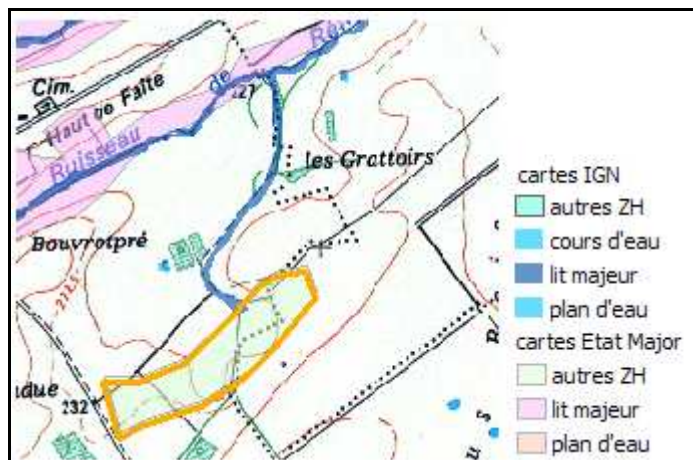 Cim.
Haut de Faîte
de
Ruisseau
les Grattoirs
Bouvrotpré
232
cartes IGN
autres ZH
cours d'eau
lit majeur
plan d'eau
cartes Etat Major
autres ZH
lit majeur
plan d'eau